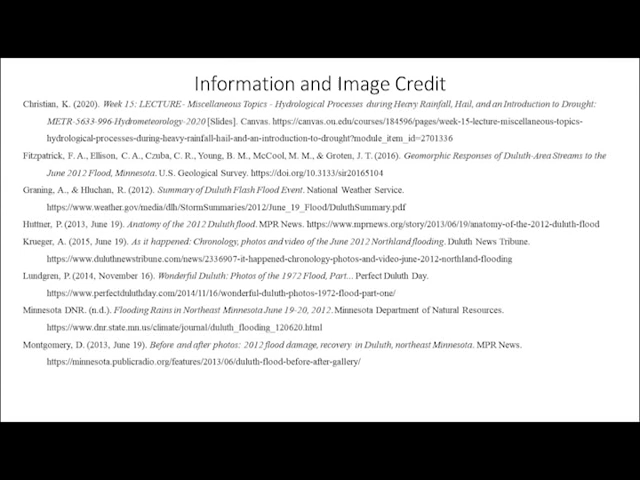 Information and Image Credit
Christian, K. (2020). Week 15: LECTURE - Miscellaneous Topics - Hydrological Processes during Heavy Rainfall, Hail, and an Introduction to Drought:
METR-5633-996-Hydrometeorology-2020 [Slides]. Canvas. https://canvas.ou.edu/courses/184596/pages/week-15-lecture-miscellaneous-topics-
hydrological-processes-during-heavy-rainfall-hail-and-an-introduction-to-drought?module_item_id=2701336
Fitzpatrick, F. A., Ellison, C. A., Czuba, C. R., Young, B. M., McCool, M. M., & Groten, J. T. (2016). Geomorphic Responses of Duluth-Area Streams to the
June 2012 Flood, Minnesota. U.S. Geological Survey. https://doi.org/10.3133/sir20165104
Graning, A., & Hluchan, R. (2012). Summary of Duluth Flash Flood Event. National Weather Service.
https://www.weather.gov/media/dlh/StormSummaries/2012/June_19_Flood/DuluthSummary.pdf
Huttner, P. (2013, June 19). Anatomy of the 2012 Duluth flood. MPR News. https://www.mprnews.org/story/2013/06/19/anatomy-of-the-2012-duluth-flood
Krueger, A. (2015, June 19). As it happened: Chronology, photos and video of the June 2012 Northland flooding. Duluth News Tribune.
https://www.duluthnewstribune.com/news/2336907-it-happened-chronology-photos-and-video-june-2012-northland-flooding
Lundgren, P. (2014, November 16). Wonderful Duluth: Photos of the 1972 Flood, Part... Perfect Duluth Day.
https://www.perfectduluthday.com/2014/11/16/wonderful-duluth-photos-1972-flood-part-one/
Minnesota DNR. (n.d.). Flooding Rains in Northeast Minnesota June 19-20, 2012. Minnesota Department of Natural Resources.
https://www.dnr.state.mn.us/climate/journal/duluth_flooding_120620.html
Montgomery, D. (2013, June 19). Before and after photos: 2012 flood damage, recovery in Duluth, northeast Minnesota. MPR News.
https://minnesota.publicradio.org/features/2013/06/duluth-flood-before-after-gallery/